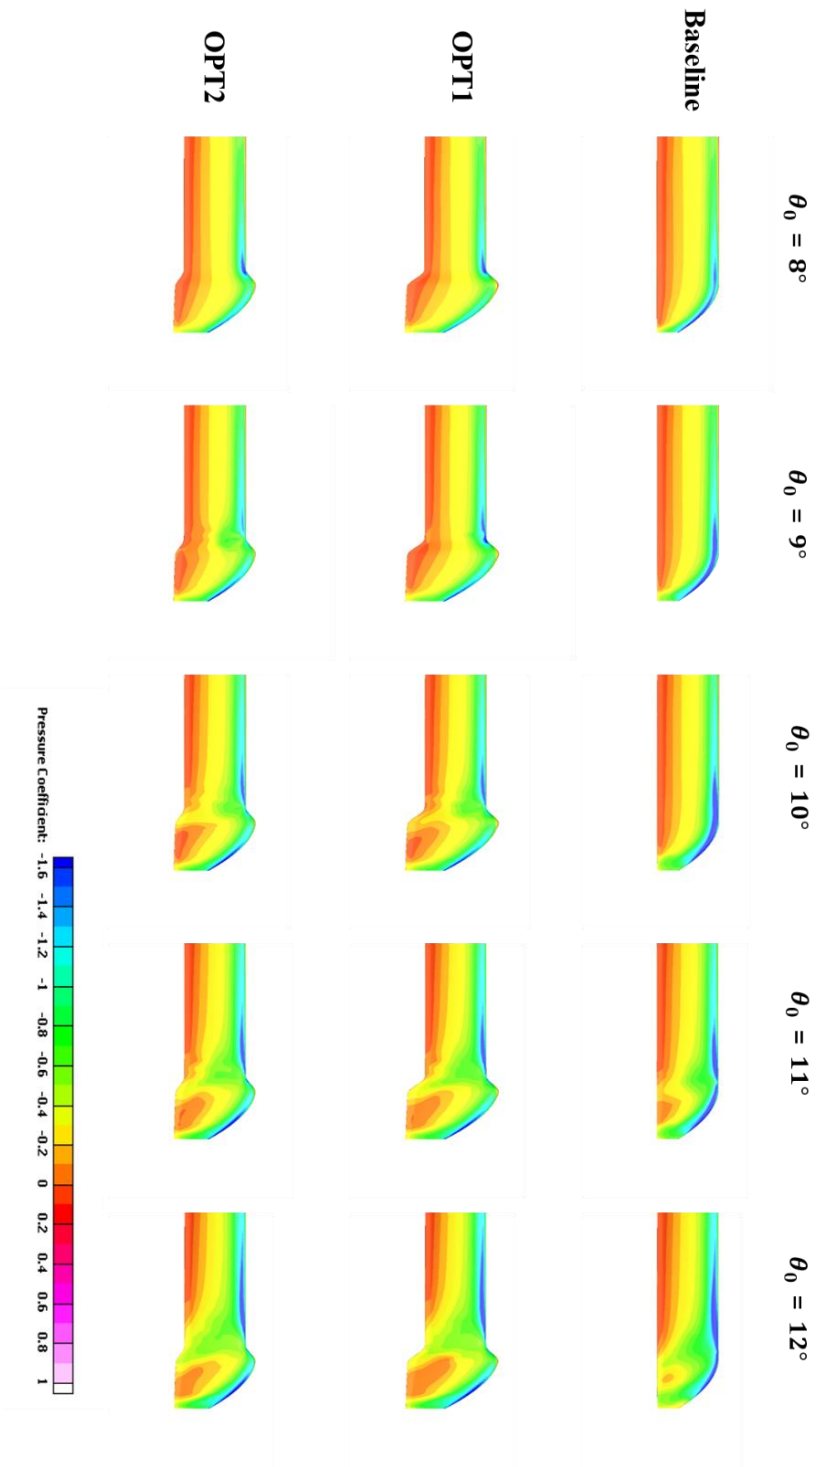 θ₀ = 8°
θ₀ = 9°
θ₀ = 10°
θ₀ = 11°
θ₀ = 12°
Baseline
OPT1
OPT2
Pressure Coefficient: -1.6 -1.4 -1.2 -1 -0.8 -0.6 -0.4 -0.2 0 0.2 0.4 0.6 0.8 1